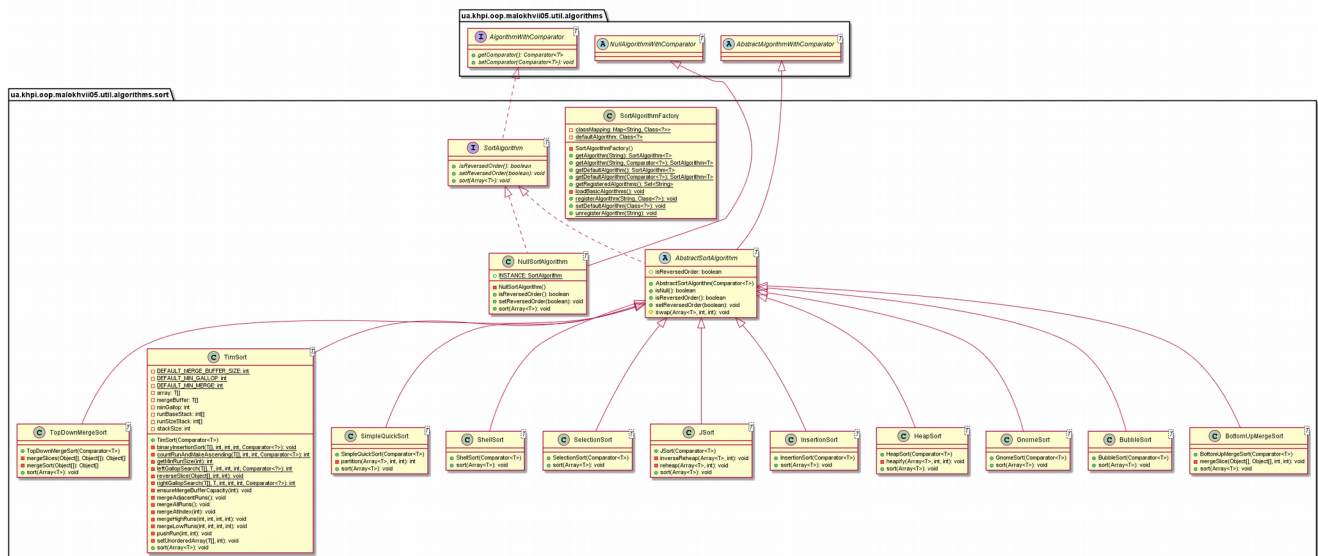 ua.khpi.oop.malokhvii05.util.algorithms
I AlgorithmWithComparator T
getComparator(): Comparator<T>
setComparator(Comparator<T>): void
A NullAlgorithmWithComparator T
A AbstractAlgorithmWithComparator T
ua.khpi.oop.malokhvii05.util.algorithms.sort
I SortAlgorithm T
isReversedOrder(): boolean
setReversedOrder(boolean): void
sort(Array<T>): void
C SortAlgorithmFactory T
classMapping: Map<String, Class<?>>
defaultAlgorithm: Class<?>
SortAlgorithmFactory()
getAlgorithm(String): SortAlgorithm<T>
getAlgorithm(String, Comparator<?>): SortAlgorithm<T>
getDefaultAlgorithm(): SortAlgorithm<T>
getDefaultAlgorithm(Comparator<?>): SortAlgorithm<T>
getRegisteredAlgorithms(): Set<String>
loadBasicAlgorithms(): void
registerAlgorithm(String, Class<?>): void
setDefaultAlgorithm(Class<?>): void
unregisterAlgorithm(String): void
C NullSortAlgorithm T
INSTANCE: SortAlgorithm
NullSortAlgorithm()
isReversedOrder(): boolean
setReversedOrder(boolean): void
sort(Array<T>): void
A AbstractSortAlgorithm T
isReversedOrder: boolean
AbstractSortAlgorithm(Comparator<T>)
isNull(): boolean
isReversedOrder(): boolean
setReversedOrder(boolean): void
swap(Array<T>, int, int): void
C TopDownMergeSort T
TopDownMergeSort(Comparator<T>)
mergeSlices(Object[], Object[]): Object[]
mergeSort(Object[]): Object[]
sort(Array<T>): void
C TimSort T
DEFAULT_MERGE_BUFFER_SIZE: int
DEFAULT_MIN_GALLOP: int
DEFAULT_MIN_MERGE: int
array: T[]
mergeBuffer: T[]
minGallop: int
runBaseStack: int[]
runSizeStack: int[]
stackSize: int
TimSort(Comparator<T>)
binaryInsertionSort(T[], int, int, int, Comparator<?>): void
countRunAndMakeAscending(T[], int, int, Comparator<T>): int
getMinRunSize(int): int
leftGallopSearch(T[], T, int, int, int, Comparator<?>): int
reverseSlice(Object[], int, int): void
rightGallopSearch(T[], T, int, int, int, Comparator<?>): int
ensureMergeBufferCapacity(int): void
mergeAdjacentRuns(): void
mergeAllRuns(): void
mergeAtIndex(int): void
mergeHighRuns(int, int, int, int): void
mergeLowRuns(int, int, int, int): void
pushRun(int, int): void
setUnorderedArray(T[], int): void
sort(Array<T>): void
C SimpleQuickSort T
SimpleQuickSort(Comparator<T>)
partition(Array<T>, int, int): int
sort(Array<T>): void
C ShellSort T
ShellSort(Comparator<T>)
sort(Array<T>): void
C SelectionSort T
SelectionSort(Comparator<T>)
sort(Array<T>): void
C JSort T
JSort(Comparator<T>)
inverseReheap(Array<T>, int, int): void
reheap(Array<T>, int, int): void
sort(Array<T>): void
C InsertionSort T
InsertionSort(Comparator<T>)
sort(Array<T>): void
C HeapSort T
HeapSort(Comparator<T>)
heapify(Array<T>, int, int): void
sort(Array<T>): void
C GnomeSort T
GnomeSort(Comparator<T>)
sort(Array<T>): void
C BubbleSort T
BubbleSort(Comparator<T>)
sort(Array<T>): void
C BottomUpMergeSort T
BottomUpMergeSort(Comparator<T>)
mergeSlice(Object[], Object[], int, int, int): void
sort(Array<T>): void